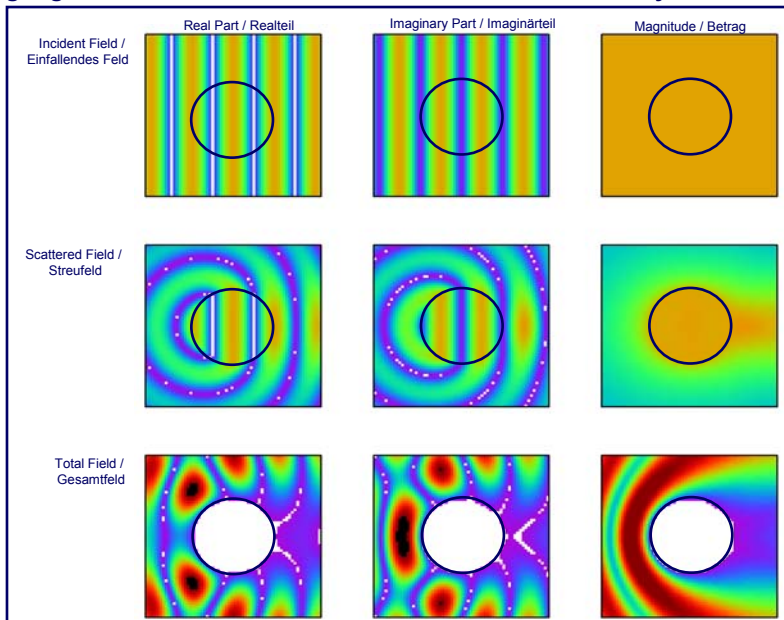 Real Part / Realteil
Imaginary Part / Imaginärteil
Magnitude / Betrag
Incident Field /
Einfallendes Feld
Scattered Field /
Streufeld
Total Field /
Gesamtfeld